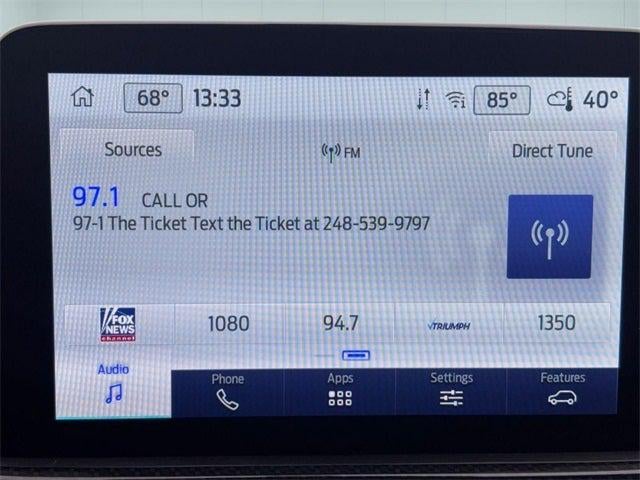 68° 13:33 85° 40°
Sources FM Direct Tune
97.1 CALL OR
97-1 The Ticket Text the Ticket at 248-539-9797
FOX NEWS channel 1080 94.7 TRIUMPH 1350
Audio Phone Apps Settings Features